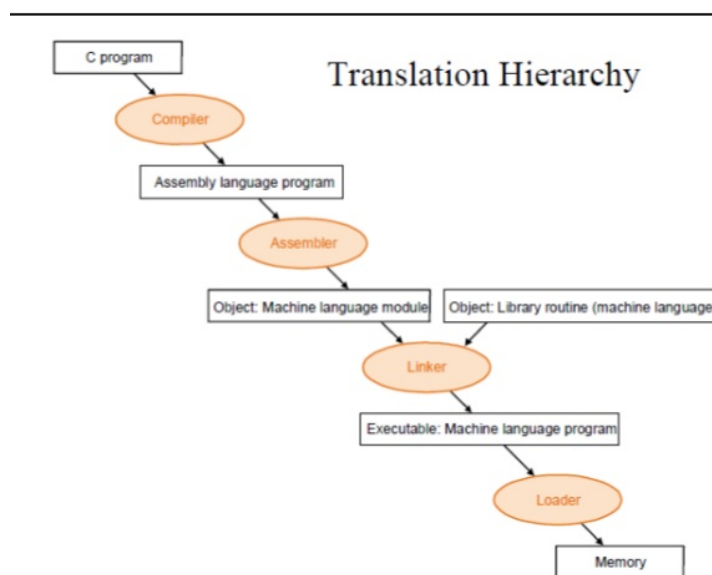 C program
Translation Hierarchy
Compiler
Assembly language program
Assembler
Object: Machine language module
Object: Library routine (machine language
Linker
Executable: Machine language program
Loader
Memory